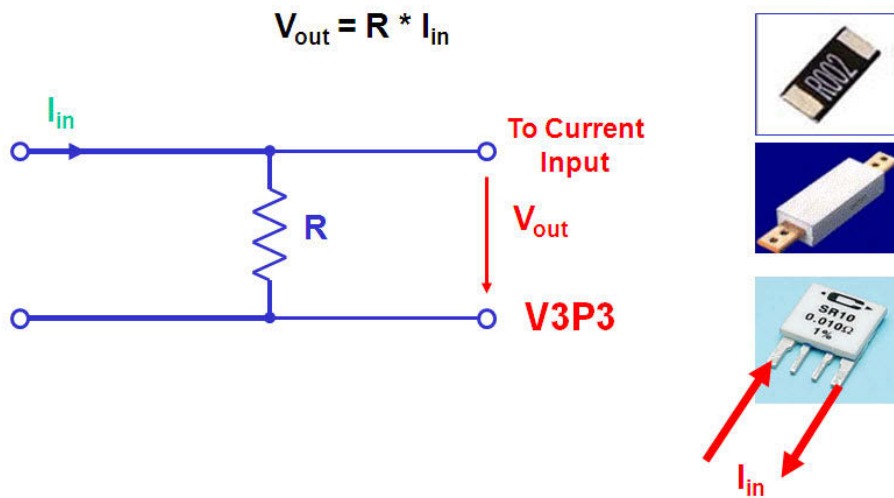 Vout = R * Iin
Iin
To Current
Input
R
Vout
V3P3
R002
SR10
0.010Ω
1%
Iin